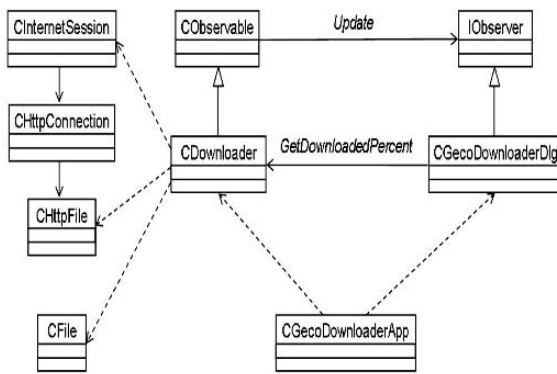 CInternetSession
CObservable
Update
IObserver
CHttpConnection
CDownloader
GetDownloadedPercent
CGecoDownloaderDlg
CHttpFile
CFile
CGecoDownloaderApp